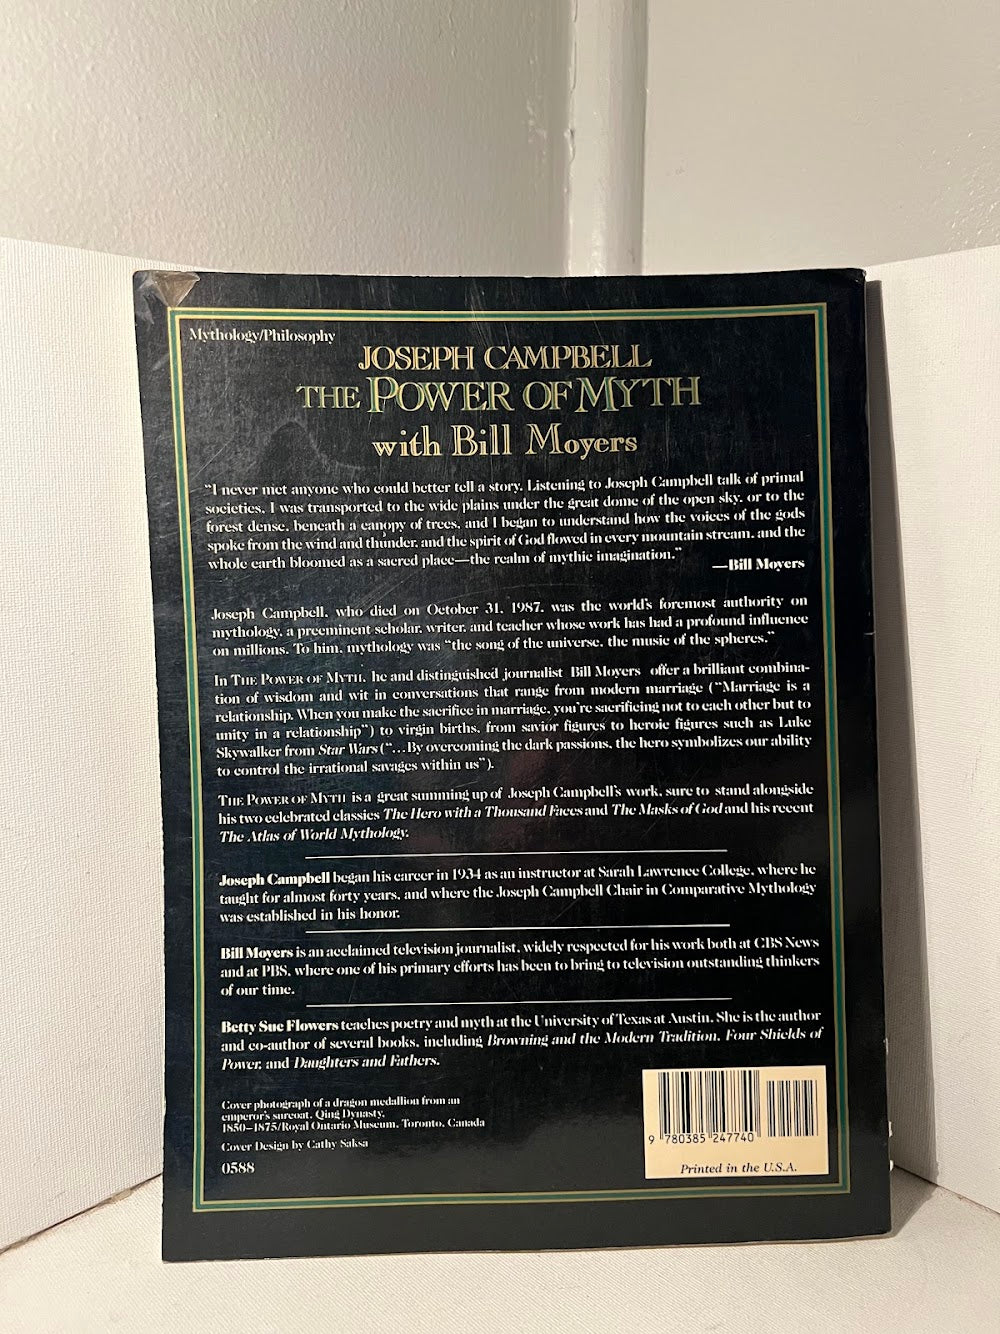 Mythology/Philosophy
JOSEPH CAMPBELL
THE POWER OF MYTH
with Bill Moyers
“I never met anyone who could better tell a story. Listening to Joseph Campbell talk of primal
societies, I was transported to the wide plains under the great dome of the open sky, or to the
forest dense, beneath a canopy of trees, and I began to understand how the voices of the gods
spoke from the wind and thunder, and the spirit of God flowed in every mountain stream, and the
whole earth bloomed as a sacred place—the realm of mythic imagination.”
—Bill Moyers
Joseph Campbell, who died on October 31, 1987, was the world's foremost authority on
mythology, a preeminent scholar, writer, and teacher whose work has had a profound influence
on millions. To him, mythology was “the song of the universe, the music of the spheres.”
In THE POWER OF MYTH, he and distinguished journalist Bill Moyers offer a brilliant combina-
tion of wisdom and wit in conversations that range from modern marriage (“Marriage is a
relationship. When you make the sacrifice in marriage, you're sacrificing not to each other but to
unity in a relationship”) to virgin births, from savior figures to heroic figures such as Luke
Skywalker from Star Wars (“...By overcoming the dark passions, the hero symbolizes our ability
to control the irrational savages within us”).
THE POWER OF MYTH is a great summing up of Joseph Campbell's work, sure to stand alongside
his two celebrated classics The Hero with a Thousand Faces and The Masks of God and his recent
The Atlas of World Mythology.
Joseph Campbell began his career in 1934 as an instructor at Sarah Lawrence College, where he
taught for almost forty years, and where the Joseph Campbell Chair in Comparative Mythology
was established in his honor.
Bill Moyers is an acclaimed television journalist, widely respected for his work both at CBS News
and at PBS, where one of his primary efforts has been to bring to television outstanding thinkers
of our time.
Betty Sue Flowers teaches poetry and myth at the University of Texas at Austin. She is the author
and co-author of several books, including Browning and the Modern Tradition, Four Shields of
Power, and Daughters and Fathers.
Cover photograph of a dragon medallion from an
emperor's surcoat, Qing Dynasty,
1850–1875/Royal Ontario Museum, Toronto, Canada
Cover Design by Cathy Saksa
0588
9 780385 247740
Printed in the U.S.A.